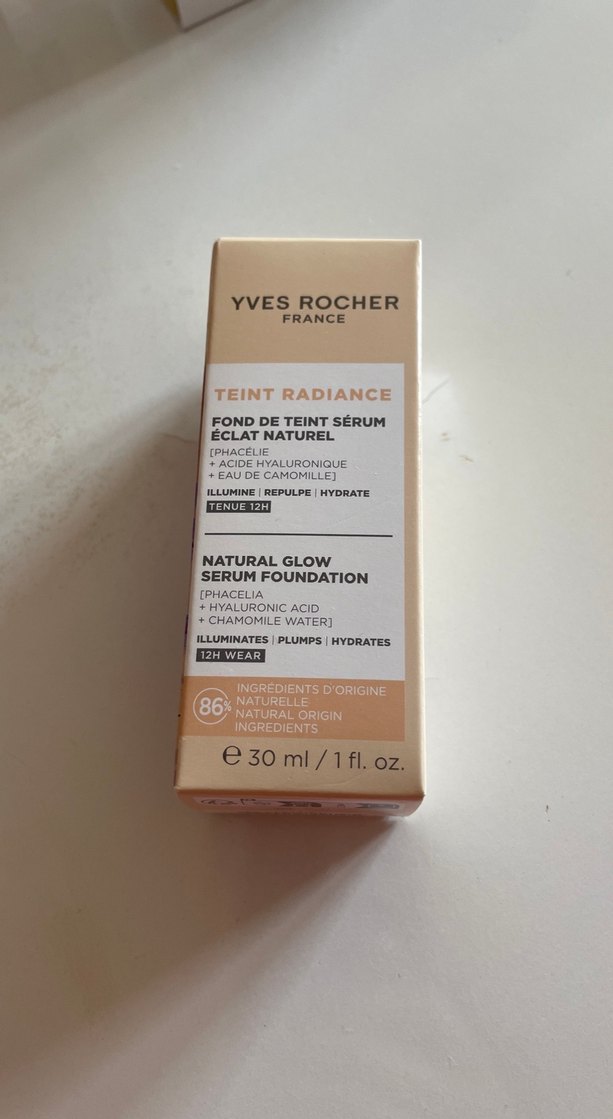 YVES ROCHER
FRANCE
TEINT RADIANCE
FOND DE TEINT SÉRUM
ÉCLAT NATUREL
[PHACÉLIE
+ ACIDE HYALURONIQUE
+ EAU DE CAMOMILLE]
ILLUMINE | REPULPE | HYDRATE
TENUE 12H
NATURAL GLOW
SERUM FOUNDATION
[PHACELIA
+ HYALURONIC ACID
+ CHAMOMILE WATER]
ILLUMINATES | PLUMPS | HYDRATES
12H WEAR
86%
INGRÉDIENTS D'ORIGINE
NATURELLE
NATURAL ORIGIN
INGREDIENTS
e 30 ml / 1 fl. oz.